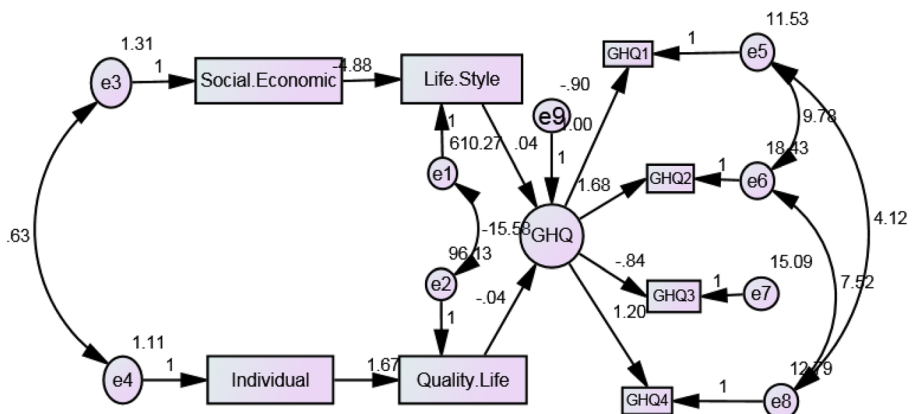 11.53
1.31
GHQ1
1
e5
-.90
1
Social.Economic
-4.88
Life.Style
e3
e9
1.00
9.78
1
610.27
.04
1
18.43
e1
1.68
GHQ2
1
e6
.63
-15.58
GHQ
4.12
96.13
-.84
15.09
e2
-.04
7.52
GHQ3
1
e7
1
1.20
1.11
12.79
e4
1
Individual
1.67
Quality.Life
GHQ4
1
e8